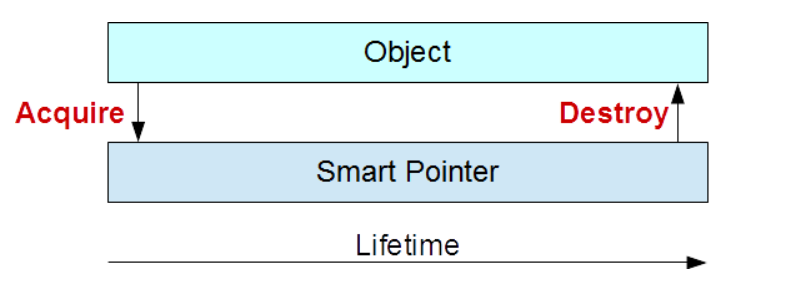 Object
Acquire
Destroy
Smart Pointer
Lifetime